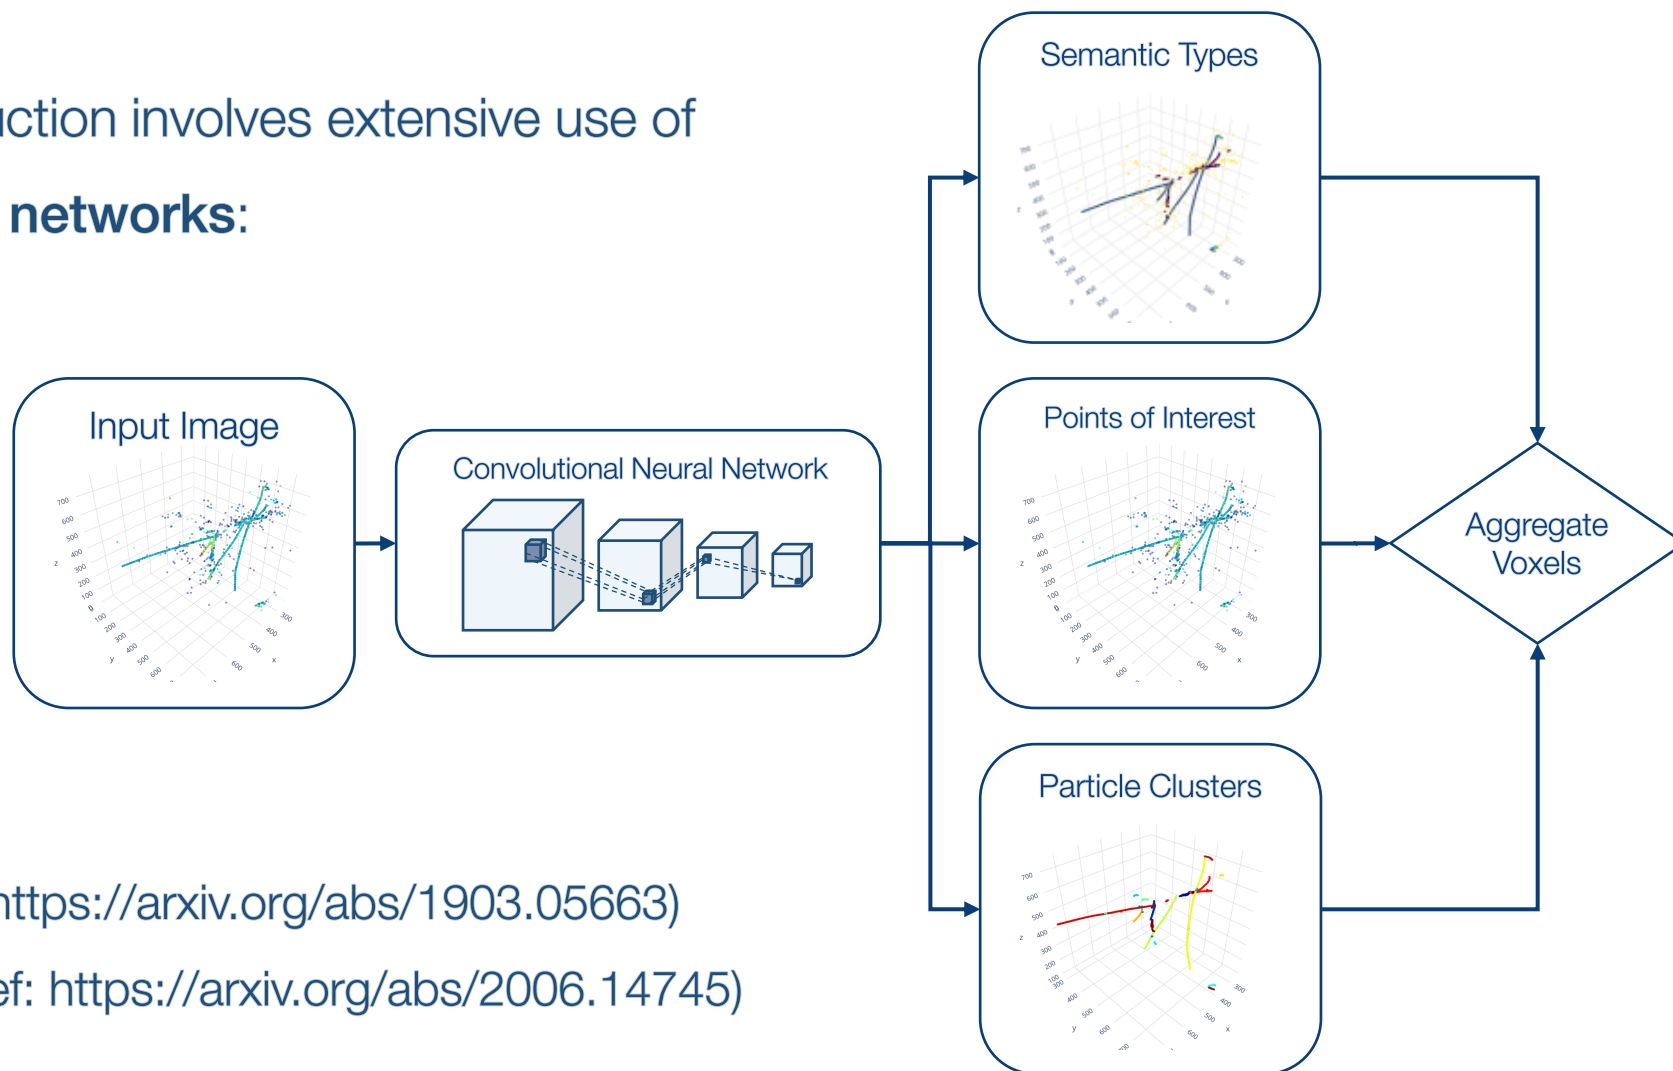 uction involves extensive use of
networks:
Semantic Types
Input Image
Convolutional Neural Network
Points of Interest
Aggregate
Voxels
Particle Clusters
https://arxiv.org/abs/1903.05663)
ef: https://arxiv.org/abs/2006.14745)